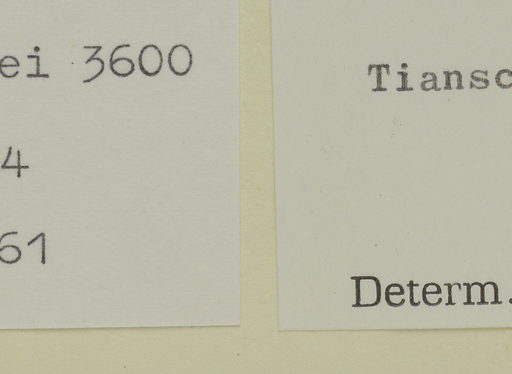 ei 3600
4
61
Tiansc
Determ.